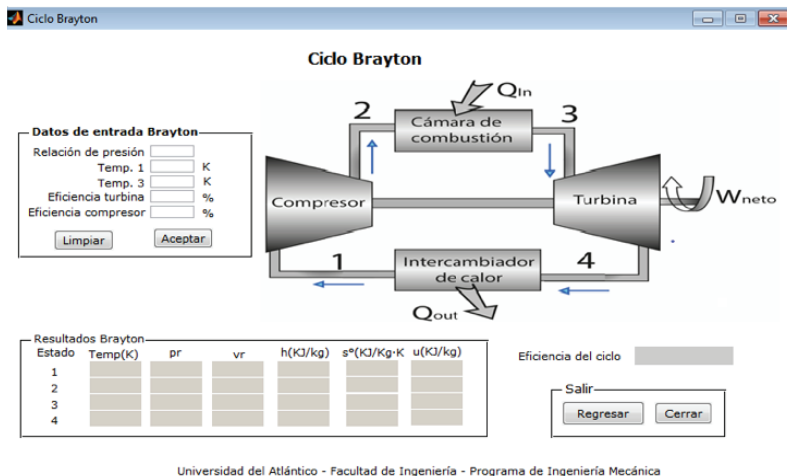 Ciclo Brayton
Ciclo Brayton
Datos de entrada Brayton
Relación de presión
Temp. 1 K
Temp. 3 K
Eficiencia turbina %
Eficiencia compresor %
Limpiar Aceptar
QIn
2
Cámara de
combustión
3
Compresor
Turbina
Wneto
1
Intercambiador
de calor
4
Qout
Resultados Brayton
Estado Temp(K) pr vr h(KJ/kg) s°(KJ/Kg·K u(KJ/kg)
1
2
3
4
Eficiencia del ciclo
Salir
Regresar Cerrar
Universidad del Atlántico - Facultad de Ingeniería - Programa de Ingeniería Mecánica